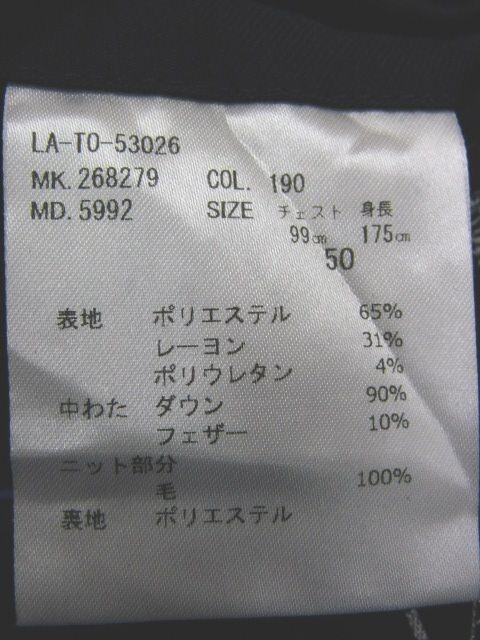 LA-TO-53026
MK. 268279 COL. 190
MD. 5992 SIZE チェスト 身長
99cm 175cm
50
表地 ポリエステル 65%
レーヨン 31%
ポリウレタン 4%
中わた ダウン 90%
フェザー 10%
ニット部分
毛 100%
裏地 ポリエステル